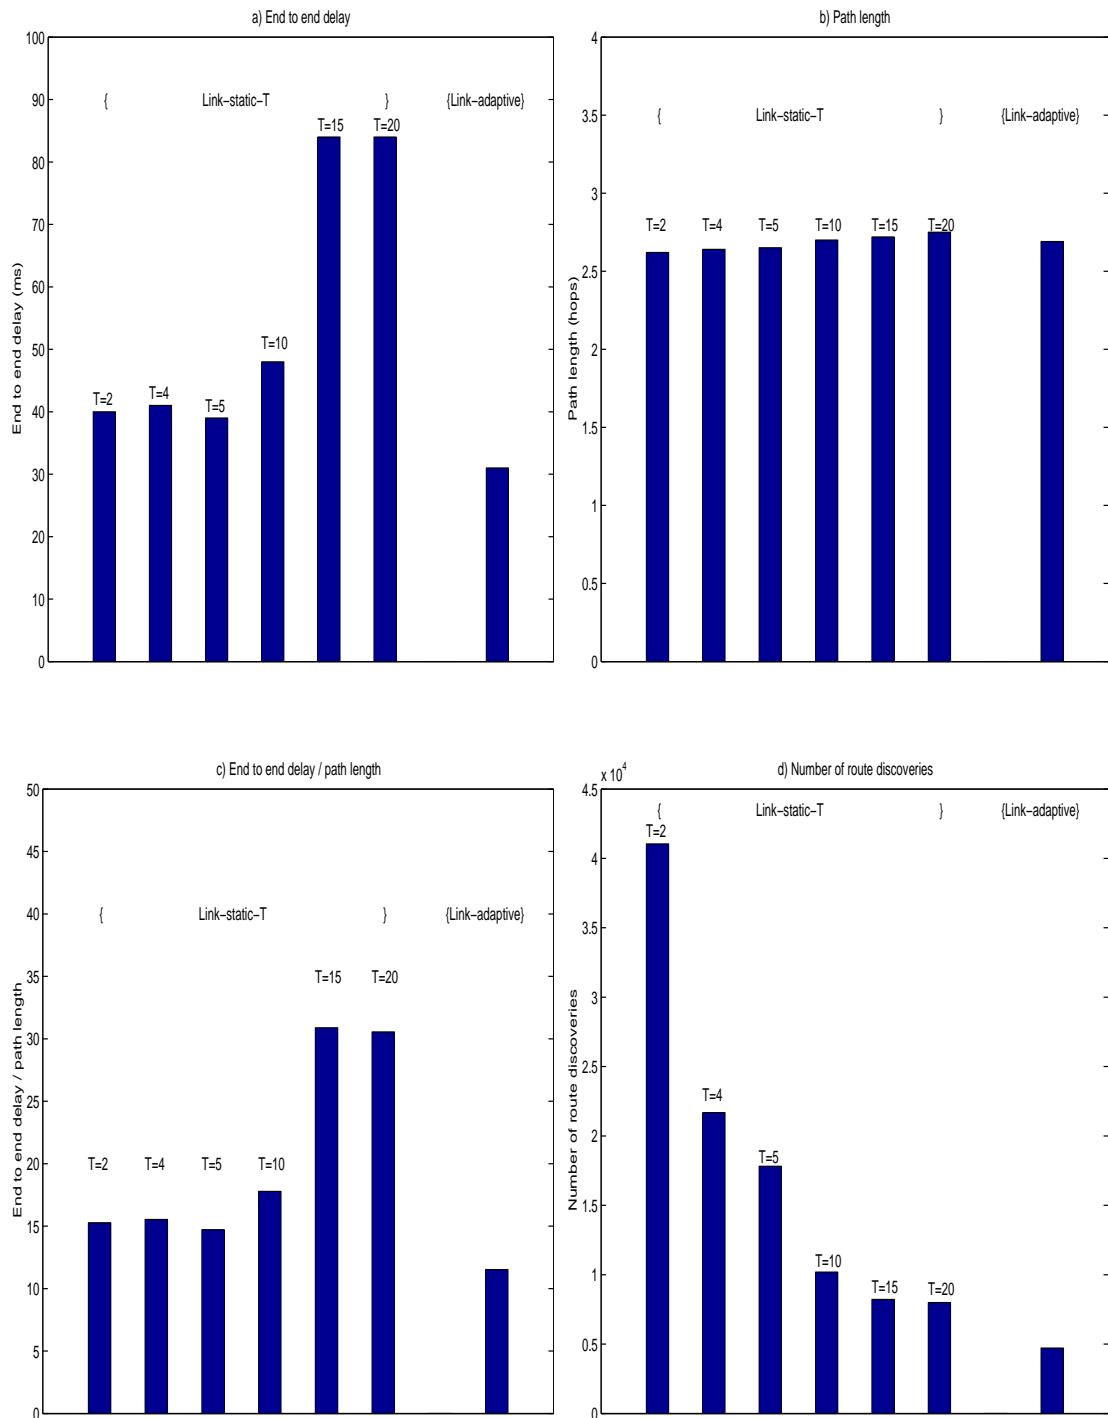 a) End to end delay
100
90
80
70
60
50
40
30
20
10
0
End to end delay (ms)
{ Link−static−T } {Link−adaptive}
T=15 T=20
T=10
T=2 T=4 T=5
b) Path length
4
3.5
3
2.5
2
1.5
1
0.5
0
Path length (hops)
{ Link−static−T } {Link−adaptive}
T=2 T=4 T=5 T=10 T=15 T=20
c) End to end delay / path length
50
45
40
35
30
25
20
15
10
5
0
End to end delay / path length
{ Link−static−T } {Link−adaptive}
T=15 T=20
T=2 T=4 T=5 T=10
d) Number of route discoveries
x 10^4
4.5
4
3.5
3
2.5
2
1.5
1
0.5
0
Number of route discoveries
{ Link−static−T } {Link−adaptive}
T=2
T=4
T=5
T=10
T=15 T=20